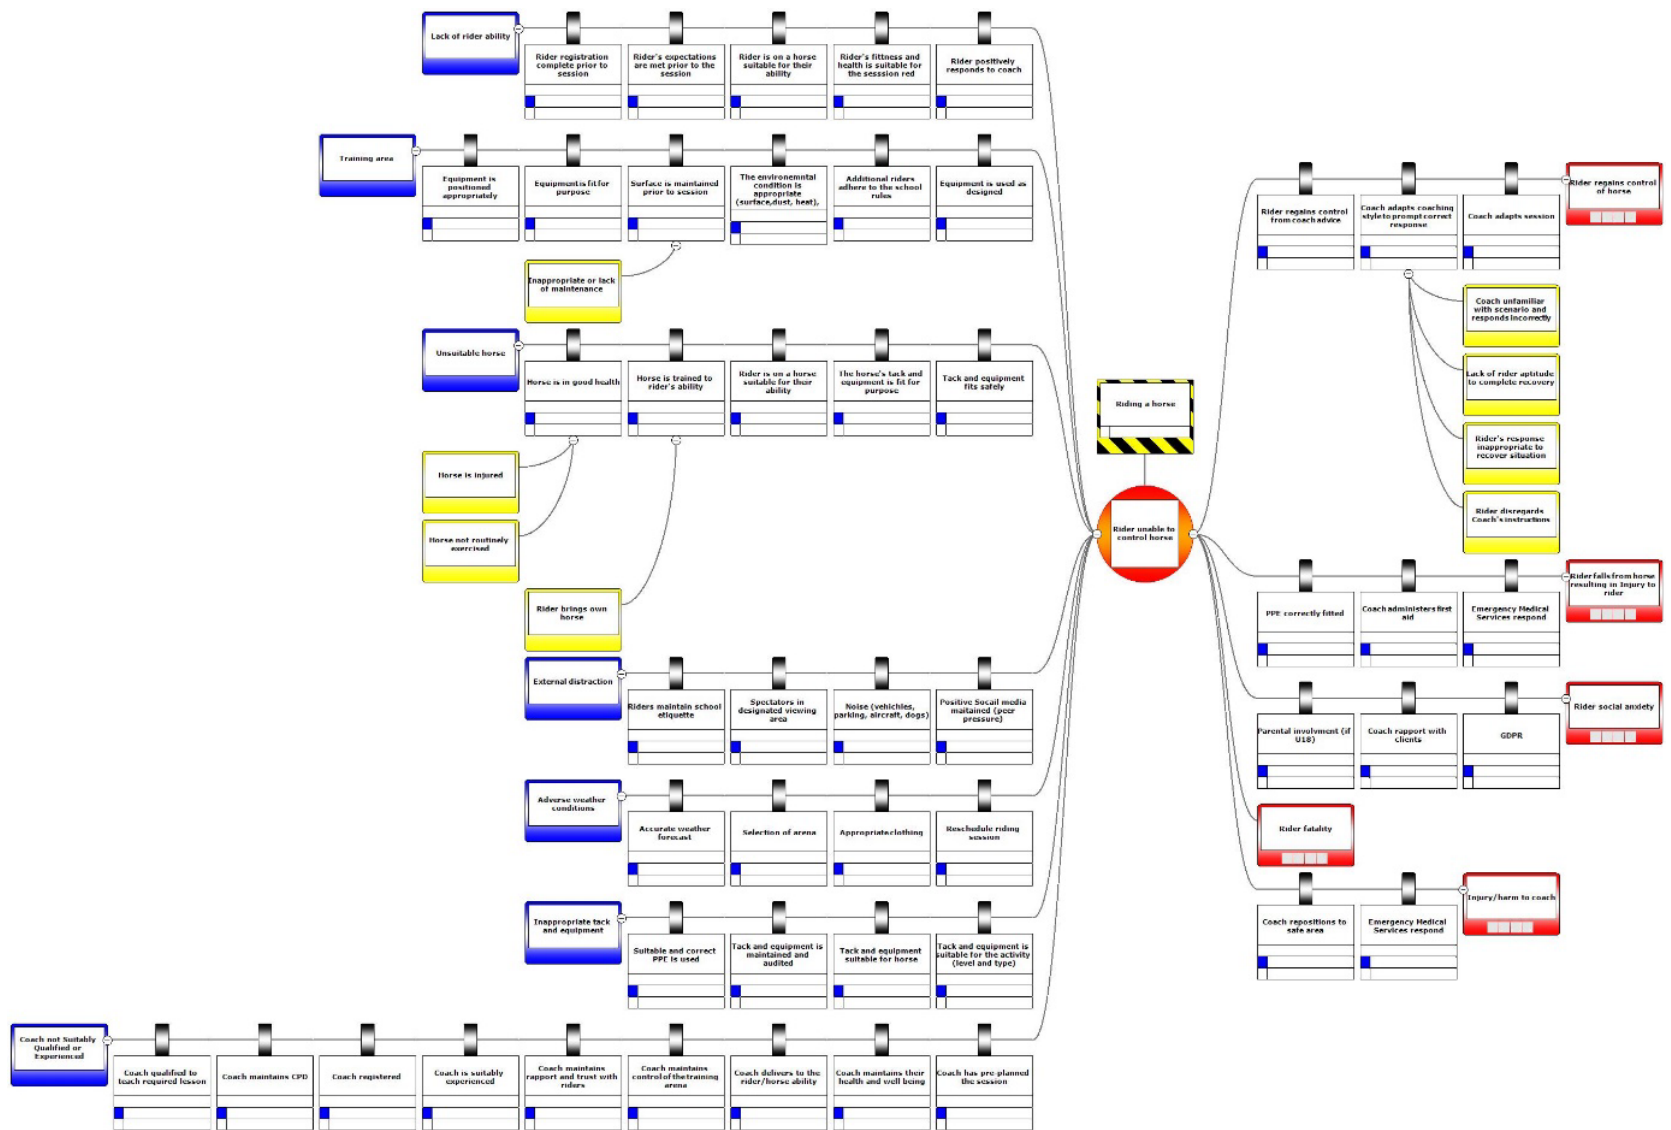 Lack of rider ability
Rider registration
complete prior to
session
Rider's expectations
are met prior to the
session
Rider is on a horse
suitable for their
ability
Rider's fittness and
health is suitable for
the sesssion red
Rider positively
responds to coach
Training area
Equipment is
positioned
appropriately
Equipment is fit for
purpose
Surface is maintained
prior to session
The environemntal
condition is
appropriate
(surface,dust, heat),
Additional riders
adhere to the school
rules
Equipment is used as
designed
Inappropriate or lack
of maintenance
Unsuitable horse
Horse is in good health
Horse is trained to
rider's ability
Rider is on a horse
suitable for their
ability
The horse's tack and
equipment is fit for
purpose
Tack and equipment
fits safely
Horse is injured
Horse not routinely
exercised
Rider brings own
horse
External distraction
Riders maintain school
etiquette
Spectators in
designated viewing
area
Noise (vehichles,
parking, aircraft, dogs)
Positive Socail media
maitained (peer
pressure)
Adverse weather
conditions
Accurate weather
forecast
Selection of arena
Appropriate clothing
Reschedule riding
session
Inappropriate tack
and equipment
Suitable and correct
PPE is used
Tack and equipment is
maintained and
audited
Tack and equipment
suitable for horse
Tack and equipment is
suitable for the activity
(level and type)
Coach not Suitably
Qualified or
Experienced
Coach qualified to
teach required lesson
Coach maintains CPD
Coach registered
Coach is suitably
experienced
Coach maintains
rapport and trust with
riders
Coach maintains
control of the training
arena
Coach delivers to the
rider/horse ability
Coach maintains their
health and well being
Coach has pre-planned
the session
Riding a horse
Rider unable to
control horse
Rider regains control
from coach advice
Coach adapts coaching
style to prompt correct
response
Coach adapts session
Rider regains control
of horse
Coach unfamiliar
with scenario and
responds incorrectly
Lack of rider aptitude
to complete recovery
Rider's response
inappropriate to
recover situation
Rider disregards
Coach's instructions
PPE correctly fitted
Coach administers first
aid
Emergency Medical
Services respond
Rider falls from horse
resulting in Injury to
rider
Parental involvment (if
U18)
Coach rapport with
clients
GDPR
Rider social anxiety
Rider fatality
Coach repositions to
safe area
Emergency Medical
Services respond
Injury/harm to coach